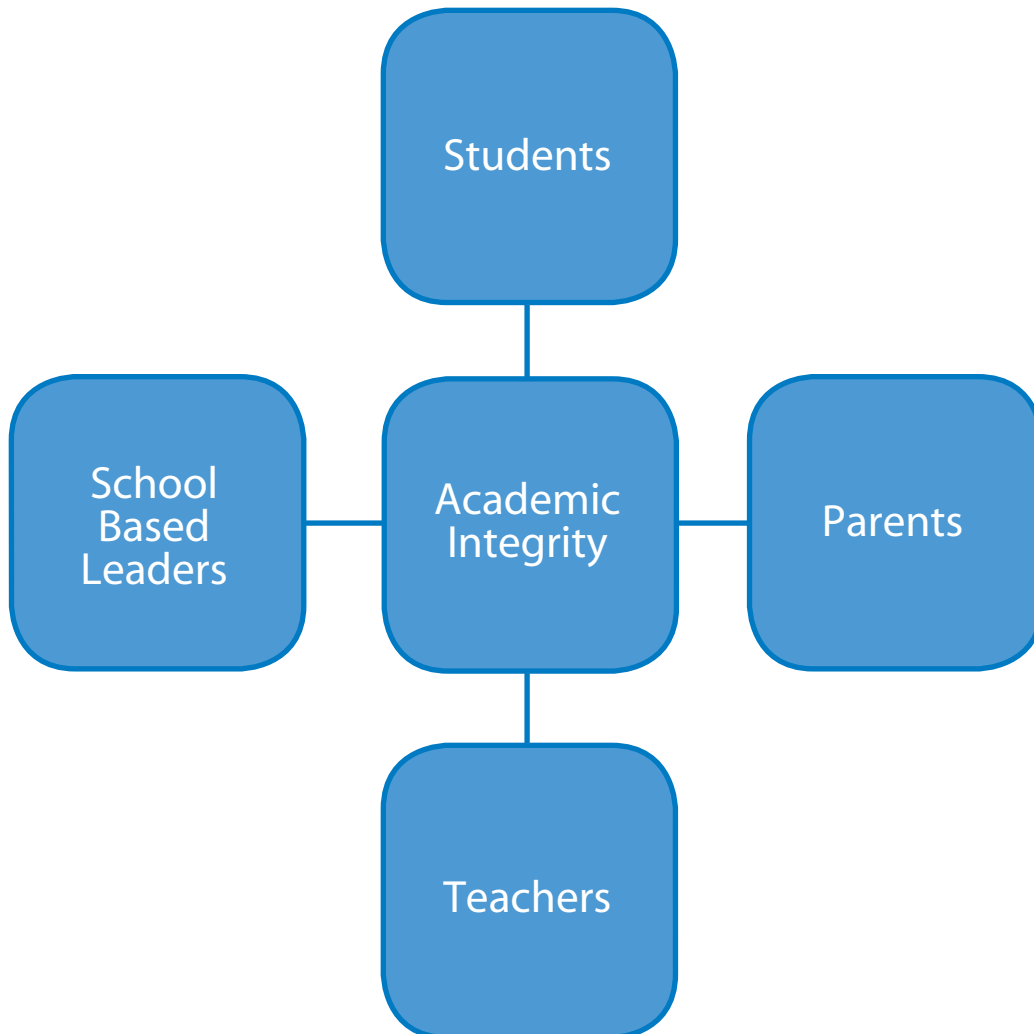 Students
School
Based
Leaders
Academic
Integrity
Parents
Teachers